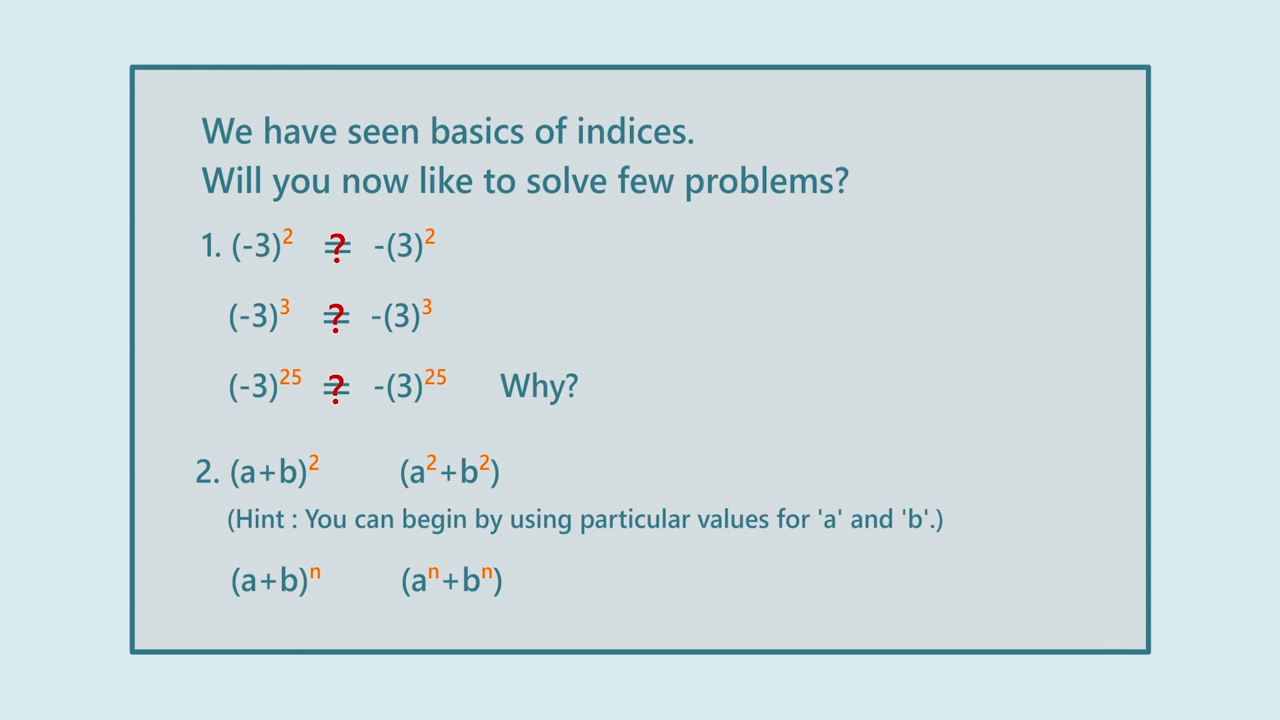 We have seen basics of indices.
Will you now like to solve few problems?
1. (-3)² =? -(3)²
(-3)³ =? -(3)³
(-3)²⁵ =? -(3)²⁵ Why?
2. (a+b)² (a²+b²)
(Hint : You can begin by using particular values for 'a' and 'b'.)
(a+b)ⁿ (aⁿ+bⁿ)